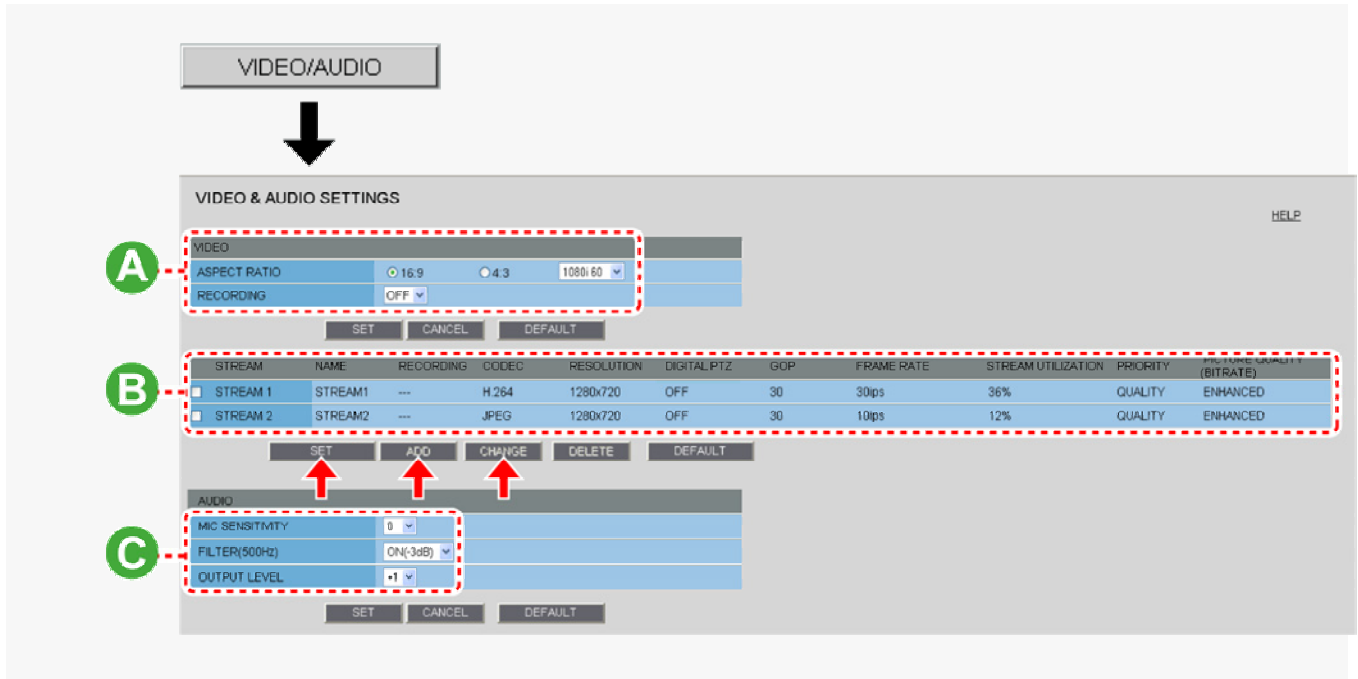 VIDEO/AUDIO
VIDEO & AUDIO SETTINGS
HELP
A
VIDEO
ASPECT RATIO 16:9 4:3 1080i 60
RECORDING OFF
SET CANCEL DEFAULT
B
STREAM NAME RECORDING CODEC RESOLUTION DIGITAL PTZ GOP FRAME RATE STREAM UTILIZATION PRIORITY PICTURE QUALITY (BITRATE)
STREAM 1 STREAM1 --- H.264 1280x720 OFF 30 30ips 36% QUALITY ENHANCED
STREAM 2 STREAM2 --- JPEG 1280x720 OFF 30 10ips 12% QUALITY ENHANCED
SET ADD CHANGE DELETE DEFAULT
C
AUDIO
MIC SENSITIVITY 0
FILTER(500Hz) ON(-3dB)
OUTPUT LEVEL +1
SET CANCEL DEFAULT